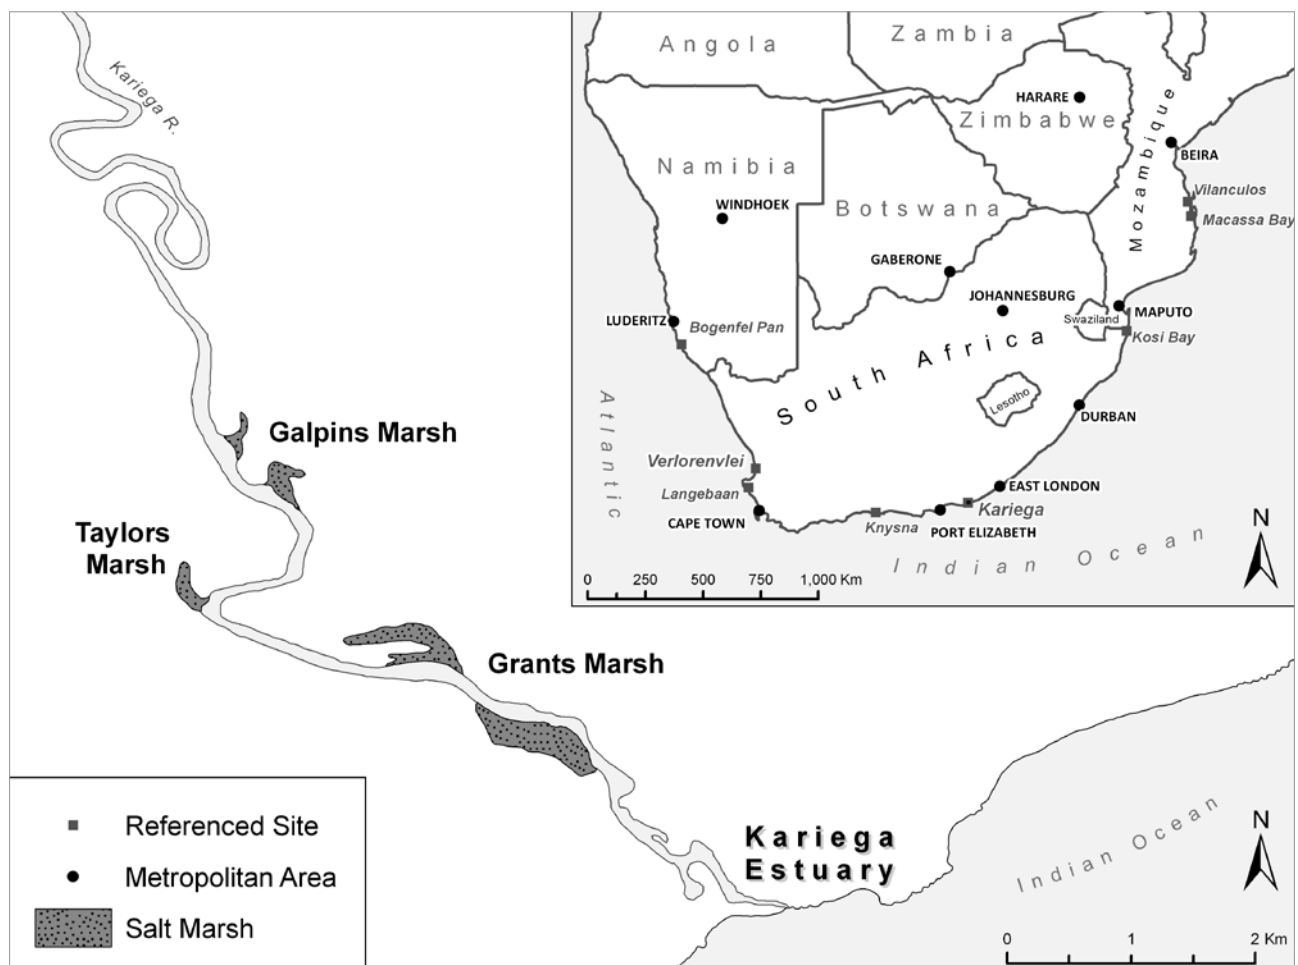 Kariega R.
Galpins Marsh
Taylors
Marsh
Grants Marsh
Kariega
Estuary
Indian Ocean
N
0 1 2 Km
Referenced Site
Metropolitan Area
Salt Marsh
Angola
Zambia
HARARE
Zimbabwe
Mozambique
BEIRA
Namibia
Vilanculos
WINDHOEK
Botswana
Macassa Bay
GABERONE
JOHANNESBURG
LUDERITZ
Bogenfel Pan
Swaziland
MAPUTO
Kosi Bay
South Africa
Lesotho
Atlantic
DURBAN
Verlorenvlei
Langebaan
EAST LONDON
CAPE TOWN
Knysna
Kariega
PORT ELIZABETH
Indian Ocean
N
0 250 500 750 1,000 Km